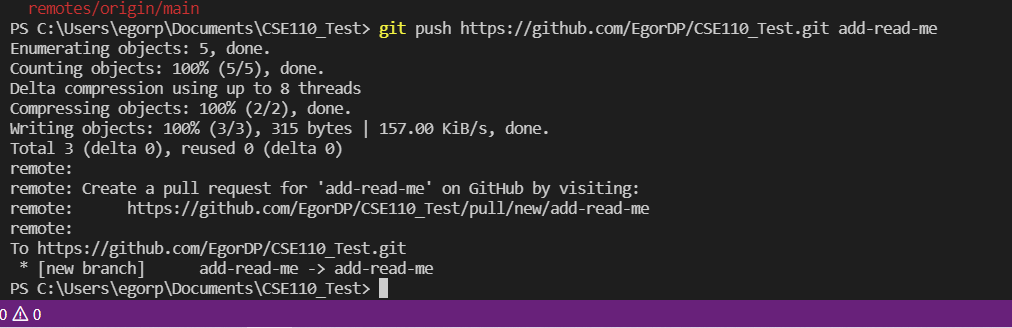 remotes/origin/main
PS C:\Users\egorp\Documents\CSE110_Test> git push https://github.com/EgorDP/CSE110_Test.git add-read-me
Enumerating objects: 5, done.
Counting objects: 100% (5/5), done.
Delta compression using up to 8 threads
Compressing objects: 100% (2/2), done.
Writing objects: 100% (3/3), 315 bytes | 157.00 KiB/s, done.
Total 3 (delta 0), reused 0 (delta 0)
remote:
remote: Create a pull request for 'add-read-me' on GitHub by visiting:
remote:      https://github.com/EgorDP/CSE110_Test/pull/new/add-read-me
remote:
To https://github.com/EgorDP/CSE110_Test.git
 * [new branch]      add-read-me -> add-read-me
PS C:\Users\egorp\Documents\CSE110_Test>
0 ⚠ 0